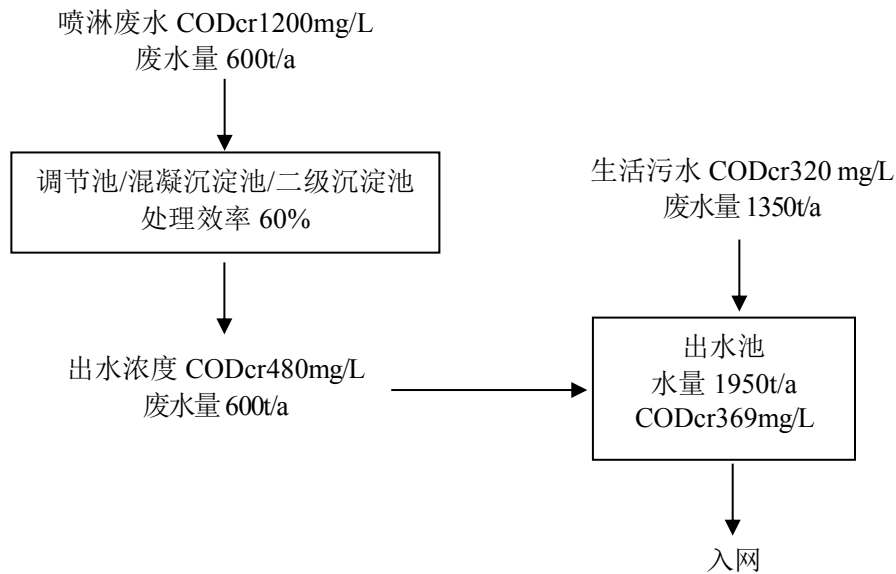 喷淋废水 CODcr1200mg/L
废水量 600t/a
调节池/混凝沉淀池/二级沉淀池
处理效率 60%
生活污水 CODcr320 mg/L
废水量 1350t/a
出水浓度 CODcr480mg/L
废水量 600t/a
出水池
水量 1950t/a
CODcr369mg/L
入网